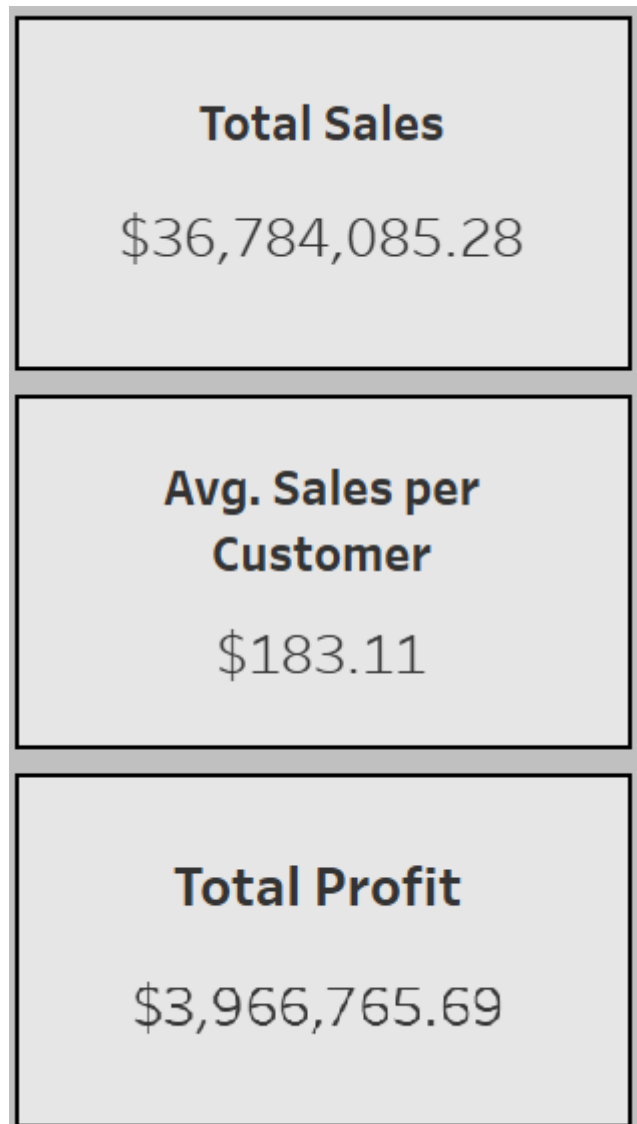 Total Sales
$36,784,085.28
Avg. Sales per
Customer
$183.11
Total Profit
$3,966,765.69